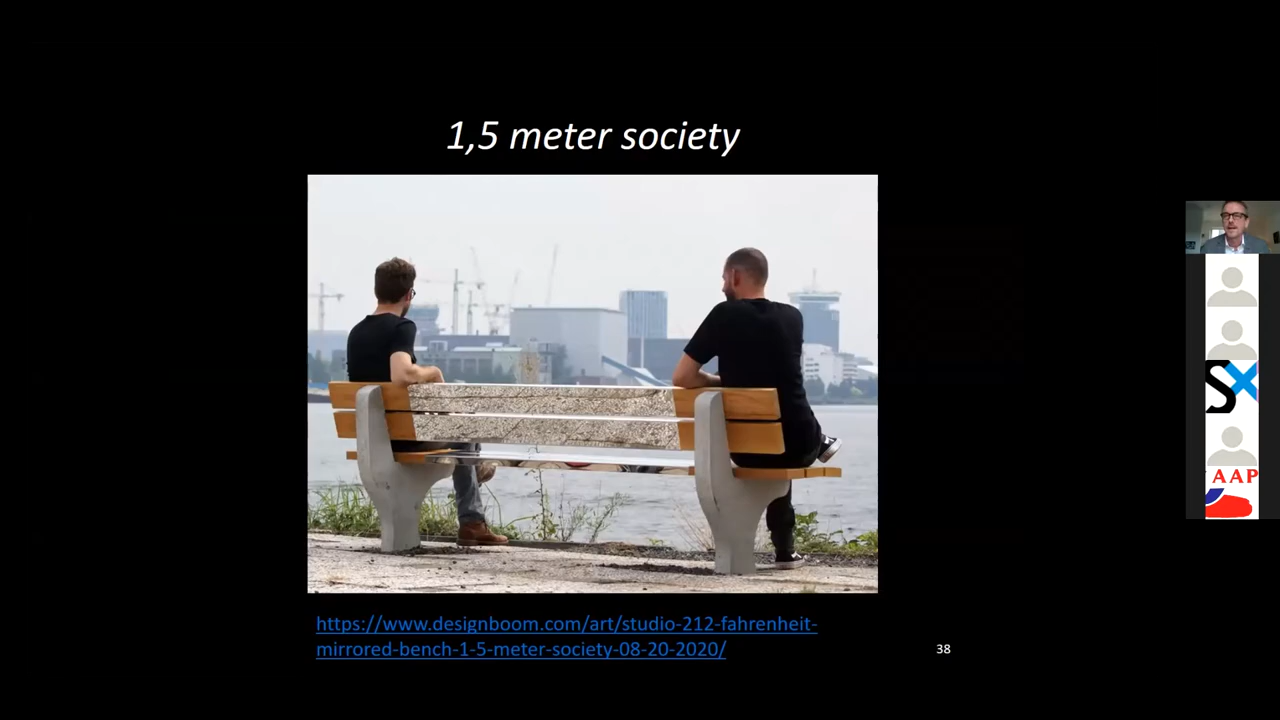 1,5 meter society
https://www.designboom.com/art/studio-212-fahrenheit-
mirrored-bench-1-5-meter-society-08-20-2020/
38
SX
AAP